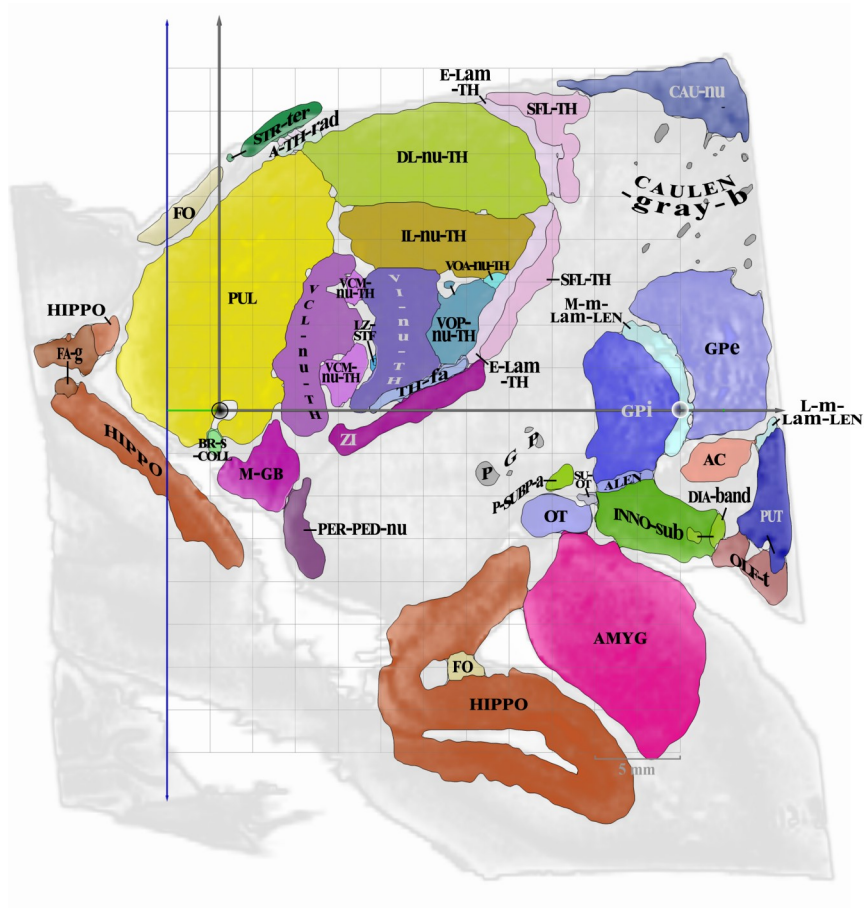 E-Lam
-TH
CAU-nu
SFL-TH
STR-ter
A-TH-rad
DL-nu-TH
CAULEN
-gray-b
FO
IL-nu-TH
VOA-nu-TH
SFL-TH
VCM-
nu-TH
PUL
VCL-nu-TH
VI-nu-TH
HIPPO
M-m-
Lam-LEN
LZ-
STF
VOP-
nu-TH
GPe
FA-g
VCM-
nu-TH
E-Lam
-TH
TH-fa
GPi
L-m-
Lam-LEN
HIPPO
BR-S
-COLL
ZI
PGP
AC
M-GB
SU-
OT
ALEN
P-SUBP-a
DIA-band
OT
INNO-sub
PUT
PER-PED-nu
OLF-t
AMYG
FO
HIPPO
5 mm